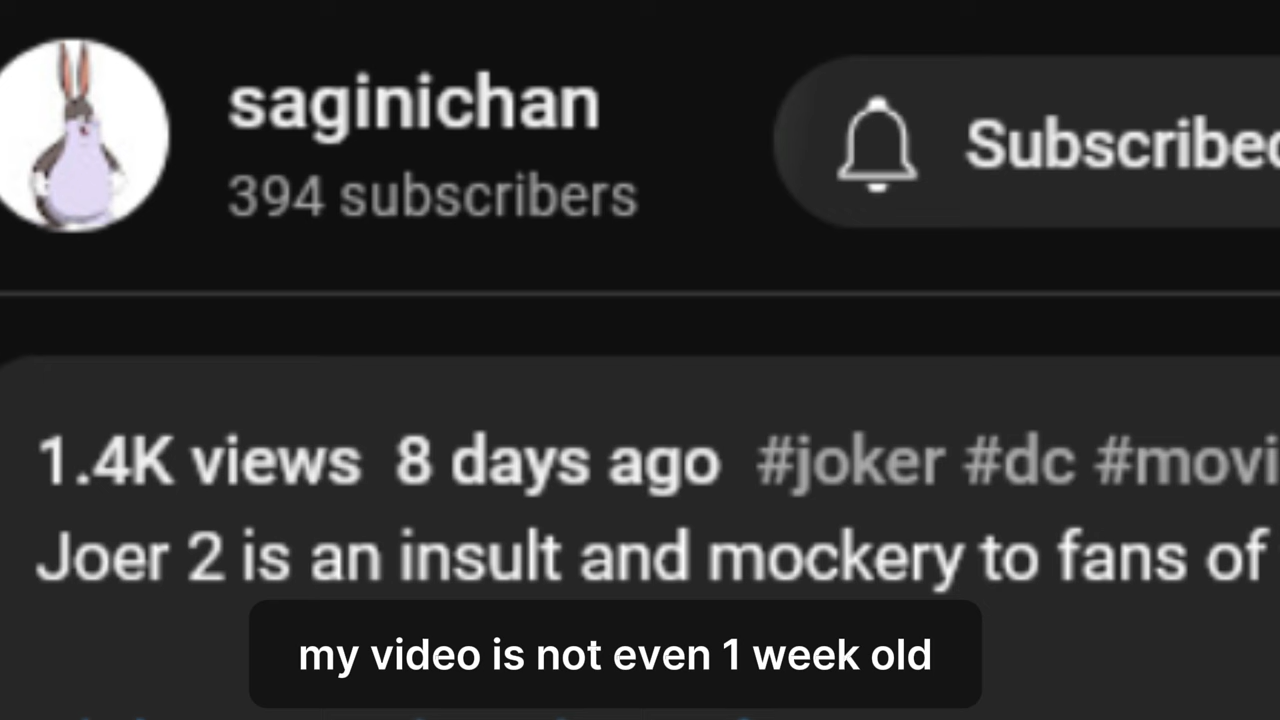 saginichan
394 subscribers
Subscribed
1.4K views 8 days ago #joker #dc #movi
Joer 2 is an insult and mockery to fans of
my video is not even 1 week old